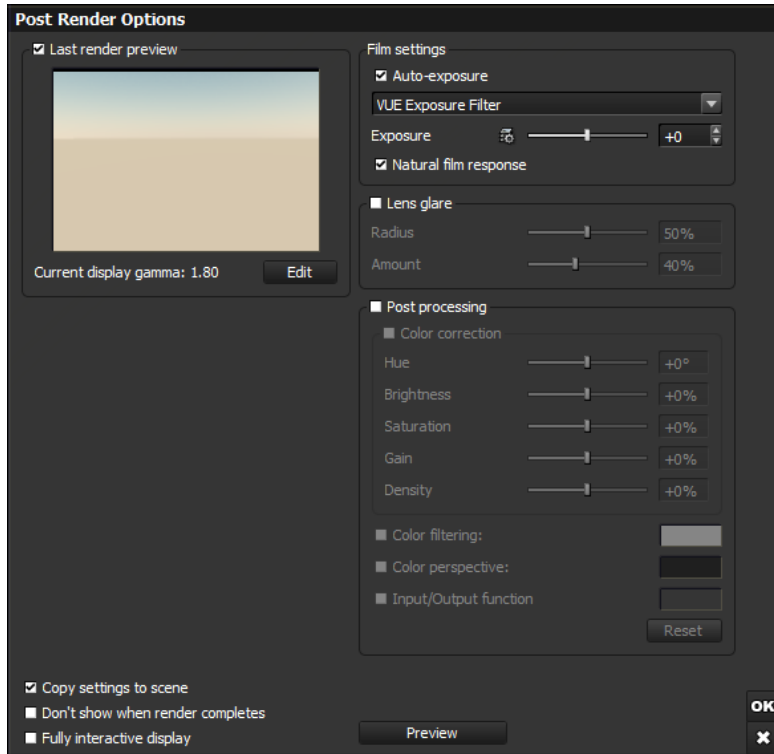 Post Render Options
Last render preview
Current display gamma: 1.80
Edit
Film settings
Auto-exposure
VUE Exposure Filter
Exposure +0
Natural film response
Lens glare
Radius 50%
Amount 40%
Post processing
Color correction
Hue +0°
Brightness +0%
Saturation +0%
Gain +0%
Density +0%
Color filtering:
Color perspective:
Input/Output function
Reset
Copy settings to scene
Don't show when render completes
Fully interactive display
Preview
OK